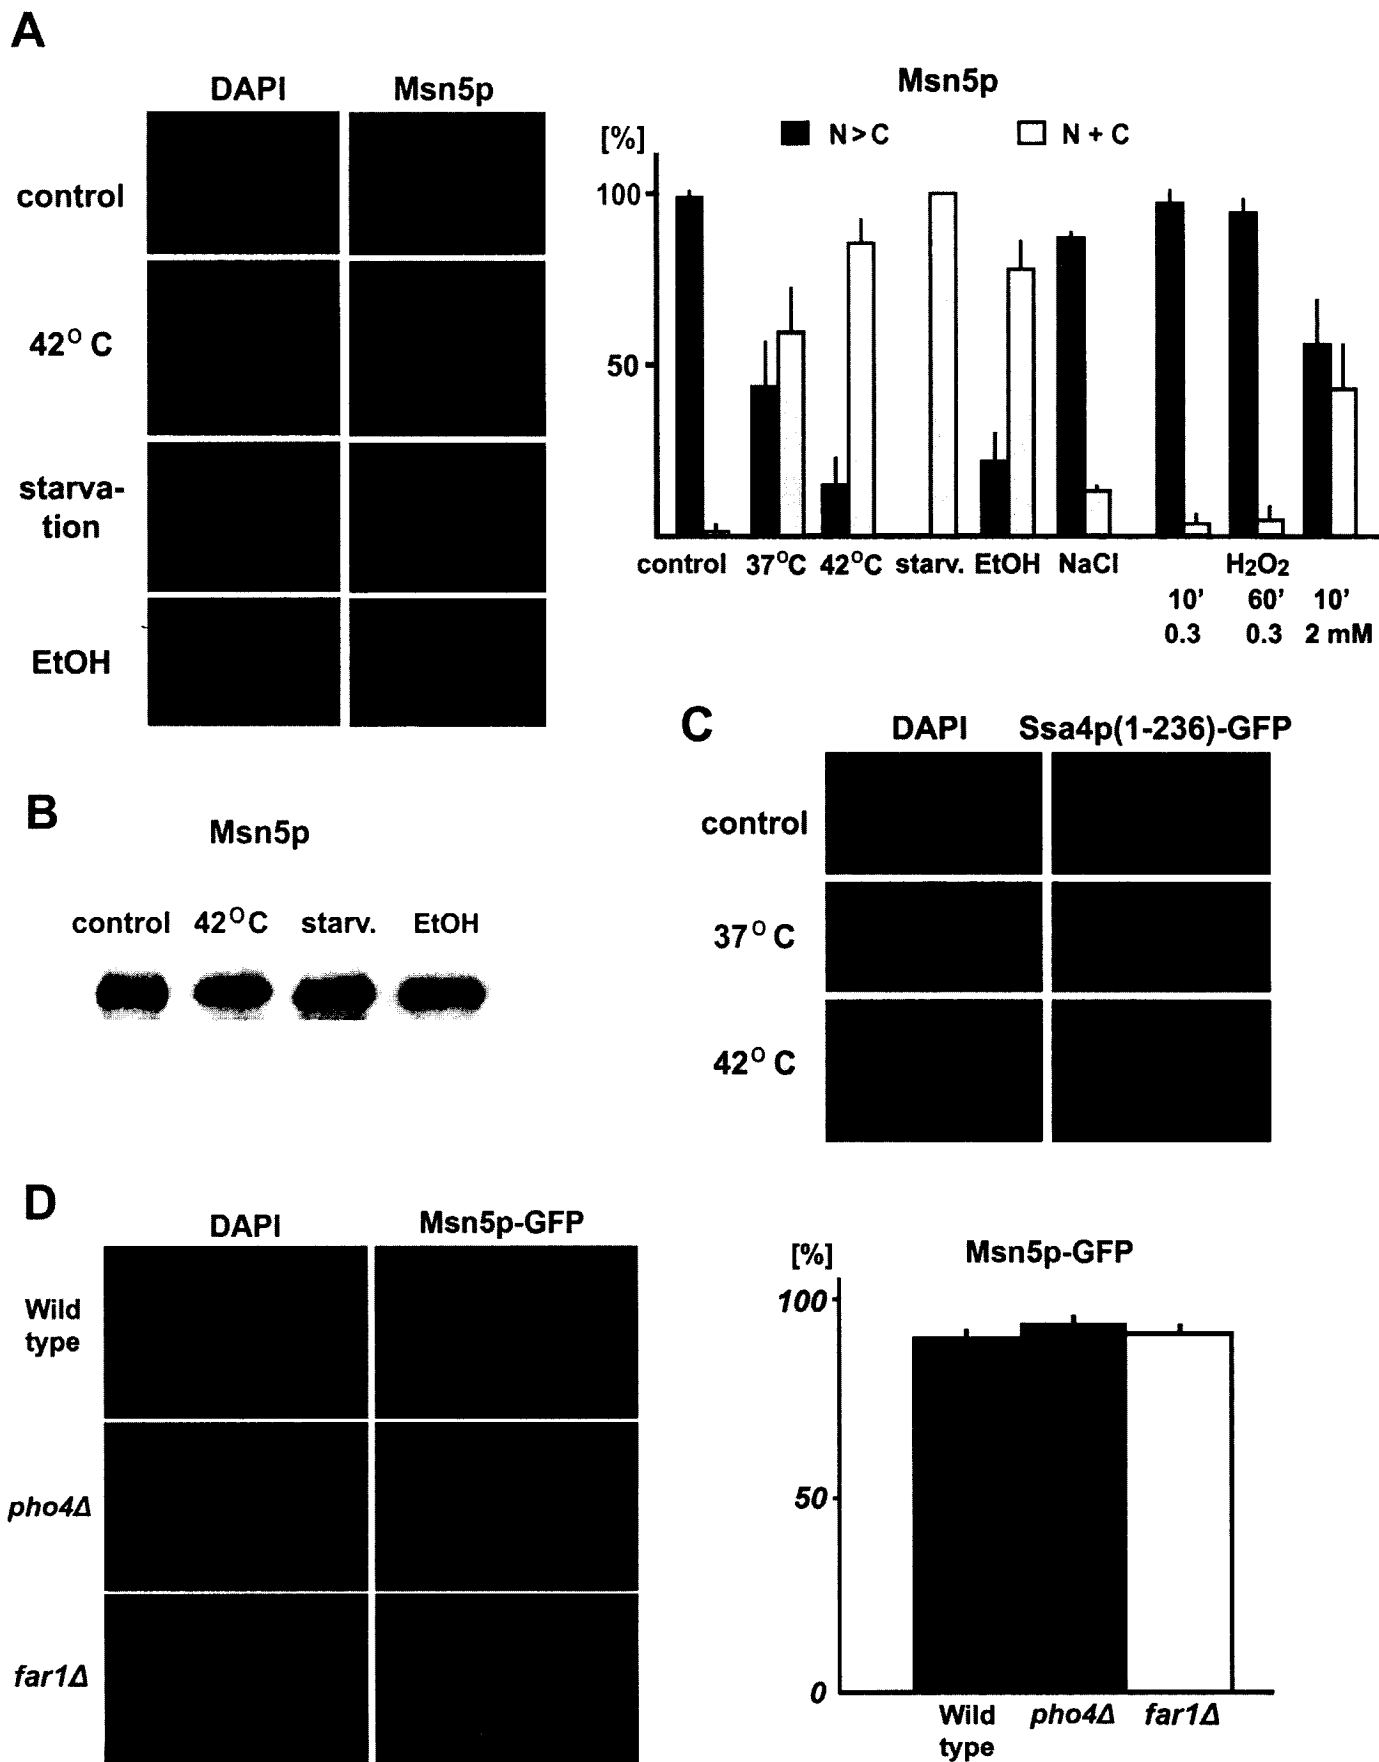 A
DAPI Msn5p
control
42° C
starva-
tion
EtOH
Msn5p
[%] N>C N + C
100
50
control 37°C 42°C starv. EtOH NaCl H2O2
10' 60' 10'
0.3 0.3 2 mM
B
Msn5p
control 42°C starv. EtOH
C
DAPI Ssa4p(1-236)-GFP
control
37° C
42° C
D
DAPI Msn5p-GFP
Wild
type
pho4Δ
far1Δ
[%] Msn5p-GFP
100
50
0
Wild pho4Δ far1Δ
type